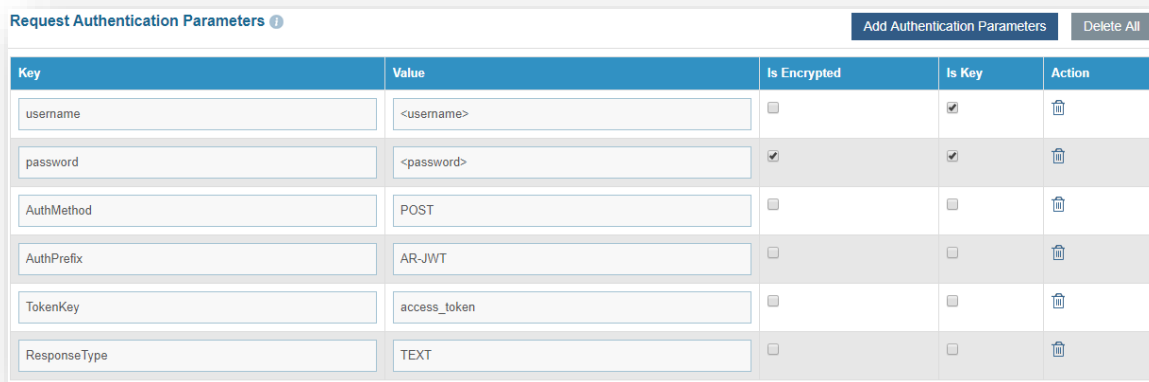 Request Authentication Parameters i
Add Authentication Parameters Delete All
Key Value Is Encrypted Is Key Action
username <username>
password <password>
AuthMethod POST
AuthPrefix AR-JWT
TokenKey access_token
ResponseType TEXT